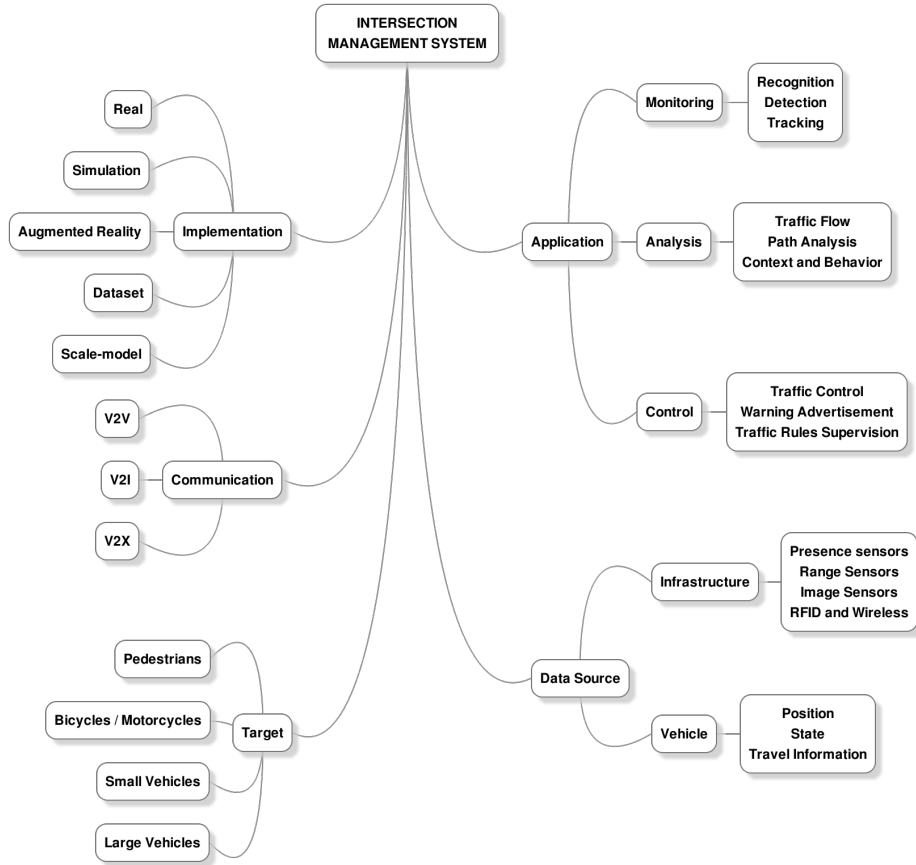 INTERSECTION
MANAGEMENT SYSTEM
Real
Simulation
Augmented Reality
Dataset
Scale-model
Implementation
V2V
V2I
V2X
Communication
Pedestrians
Bicycles / Motorcycles
Small Vehicles
Large Vehicles
Target
Application
Monitoring
Recognition
Detection
Tracking
Analysis
Traffic Flow
Path Analysis
Context and Behavior
Control
Traffic Control
Warning Advertisement
Traffic Rules Supervision
Data Source
Infrastructure
Presence sensors
Range Sensors
Image Sensors
RFID and Wireless
Vehicle
Position
State
Travel Information